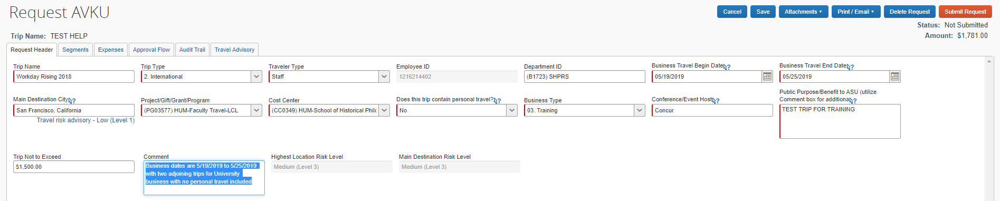 Request AVKU
Cancel
Save
Attachments
Print / Email
Delete Request
Submit Request
Status: Not Submitted
Trip Name: TEST HELP
Amount: $1,781.00
Request Header
Segments
Expenses
Approval Flow
Audit Trail
Travel Advisory
Trip Name
Workday Rising 2018
Trip Type
2. International
Traveler Type
Staff
Employee ID
1216214402
Department ID
(B1723) SHPRS
Business Travel Begin Date ?
05/19/2019
Business Travel End Date ?
05/25/2019
Main Destination City ?
San Francisco, California
Travel risk advisory - Low (Level 1)
Project/Gift/Grant/Program
(PG03577) HUM-Faculty Travel-LCL
Cost Center
(CC0349) HUM-School of Historical Philo
Does this trip contain personal travel? ?
No
Business Type
03. Training
Conference/Event Host ?
Concur
Public Purpose/Benefit to ASU (utilize
Comment box for additiona ?
TEST TRIP FOR TRAINING
Trip Not to Exceed
$1,500.00
Comment
Business dates are 5/19/2019 to 5/25/2019
with two adjoining trips for University
business with no personal travel included
Highest Location Risk Level
Medium (Level 3)
Main Destination Risk Level
Medium (Level 3)